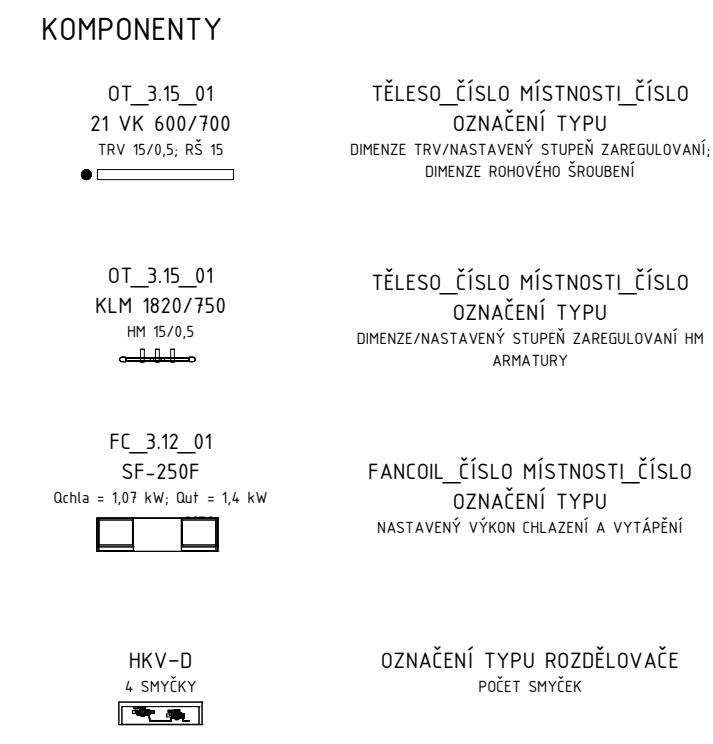 KOMPONENTY
OT_3.15_01
21 VK 600/700
TRV 15/0,5; RŠ 15
TĚLESO_ČÍSLO MÍSTNOSTI_ČÍSLO
OZNAČENÍ TYPU
DIMENZE TRV/NASTAVENÝ STUPEŇ ZAREGULOVANÍ;
DIMENZE ROHOVÉHO ŠROUBENÍ
OT_3.15_01
KLM 1820/750
HM 15/0,5
TĚLESO_ČÍSLO MÍSTNOSTI_ČÍSLO
OZNAČENÍ TYPU
DIMENZE/NASTAVENÝ STUPEŇ ZAREGULOVANÍ HM
ARMATURY
FC_3.12_01
SF-250F
Qchla = 1,07 kW; Qut = 1,4 kW
FANCOIL_ČÍSLO MÍSTNOSTI_ČÍSLO
OZNAČENÍ TYPU
NASTAVENÝ VÝKON CHLAZENÍ A VYTÁPĚNÍ
HKV-D
4 SMYČKY
OZNAČENÍ TYPU ROZDĚLOVAČE
POČET SMYČEK